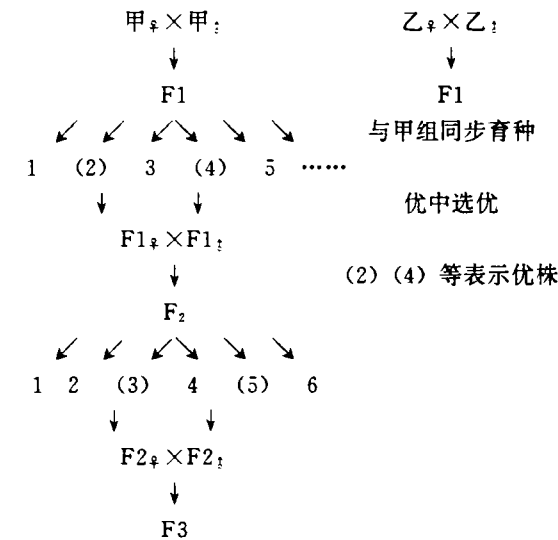 甲♀×甲♂ 乙♀×乙♂
F1 F1
与甲组同步育种
1 (2) 3 (4) 5 ……
优中选优
F1♀×F1♂
(2) (4) 等表示优株
F₂
1 2 (3) 4 (5) 6
F2♀×F2♂
F3